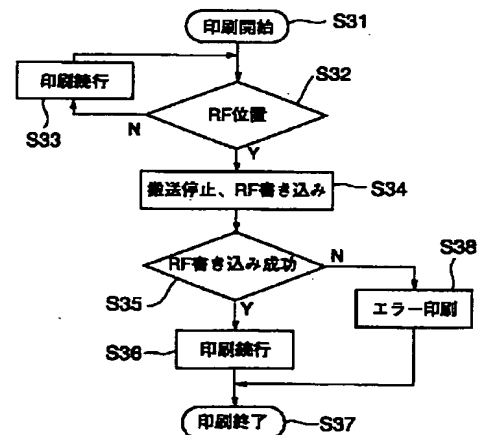 印刷開始
S31
印刷続行
S33
RF位置
S32
N
Y
搬送停止、RF書き込み
S34
RF書き込み成功
S35
N
Y
S38
エラー印刷
印刷続行
S36
印刷終了
S37